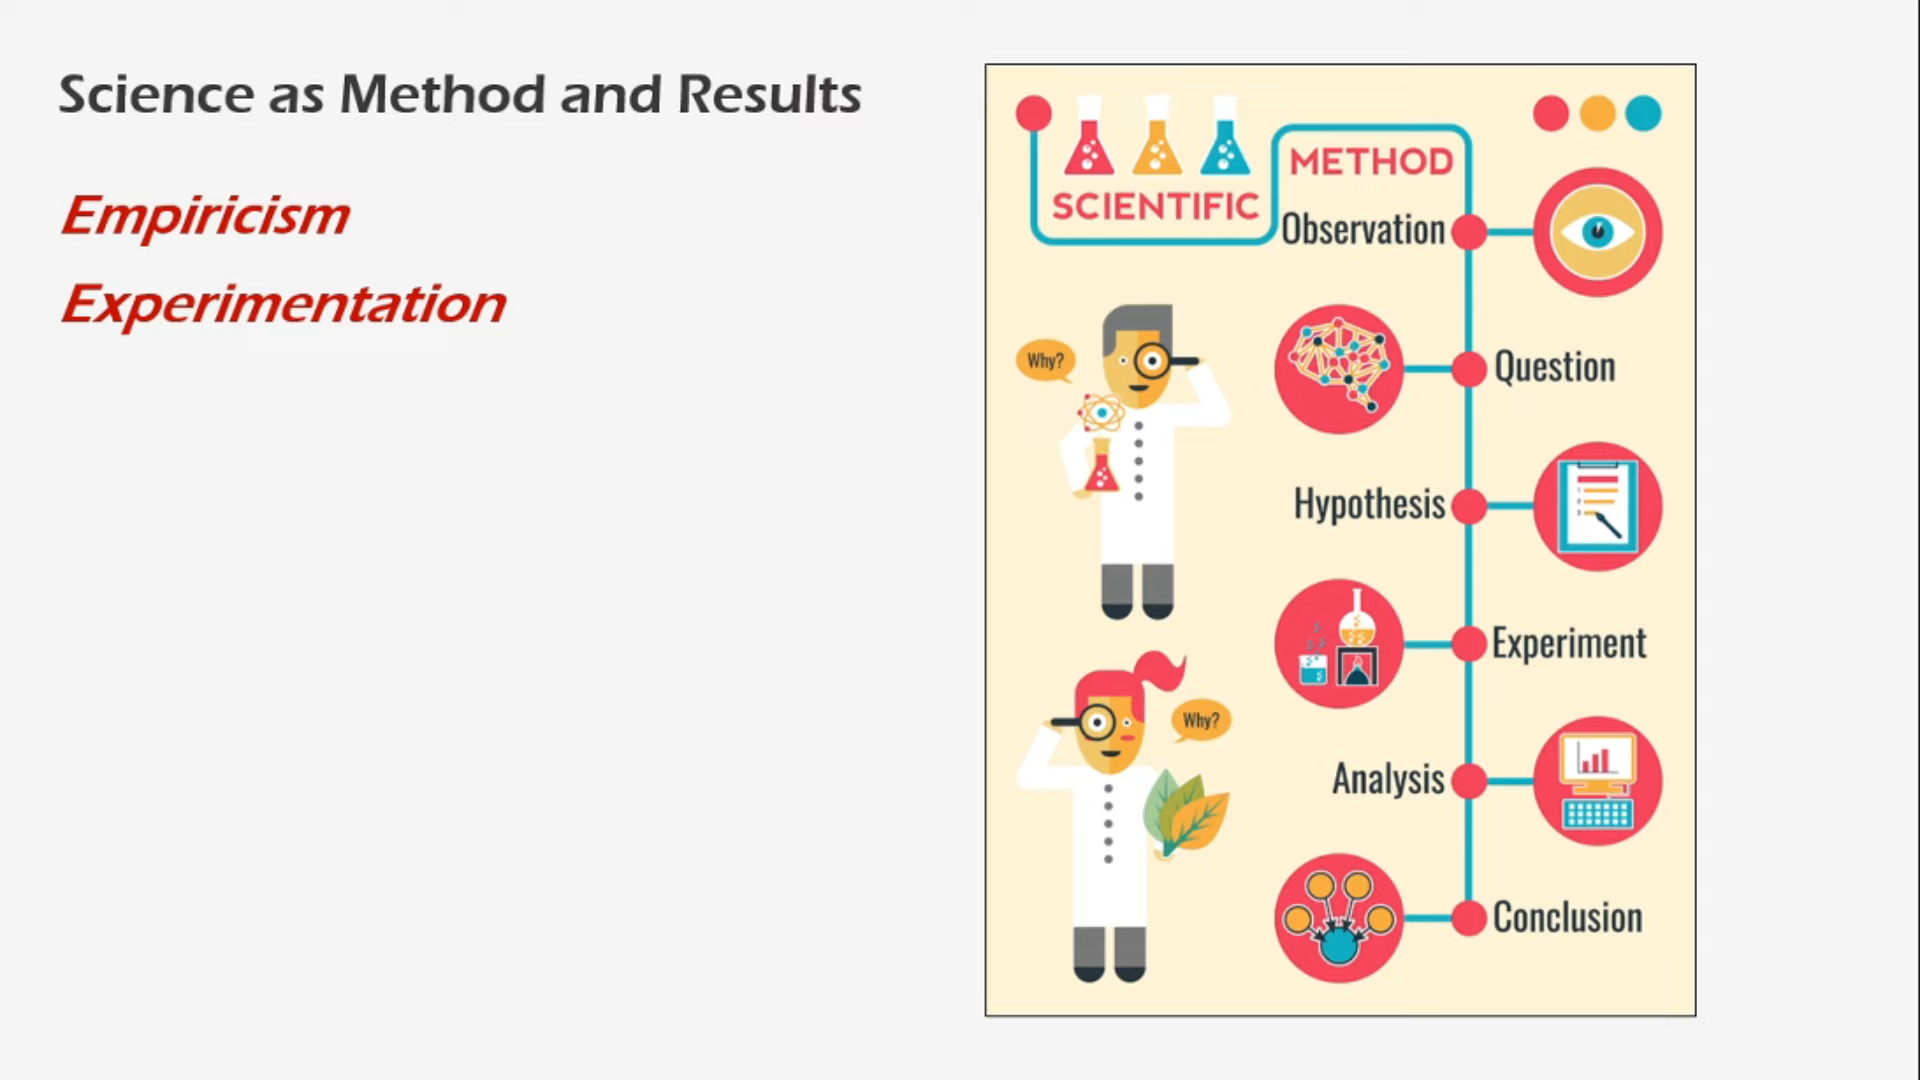 Science as Method and Results
Empiricism
Experimentation
SCIENTIFIC
METHOD
Observation
Why?
Question
Hypothesis
Experiment
Why?
Analysis
Conclusion